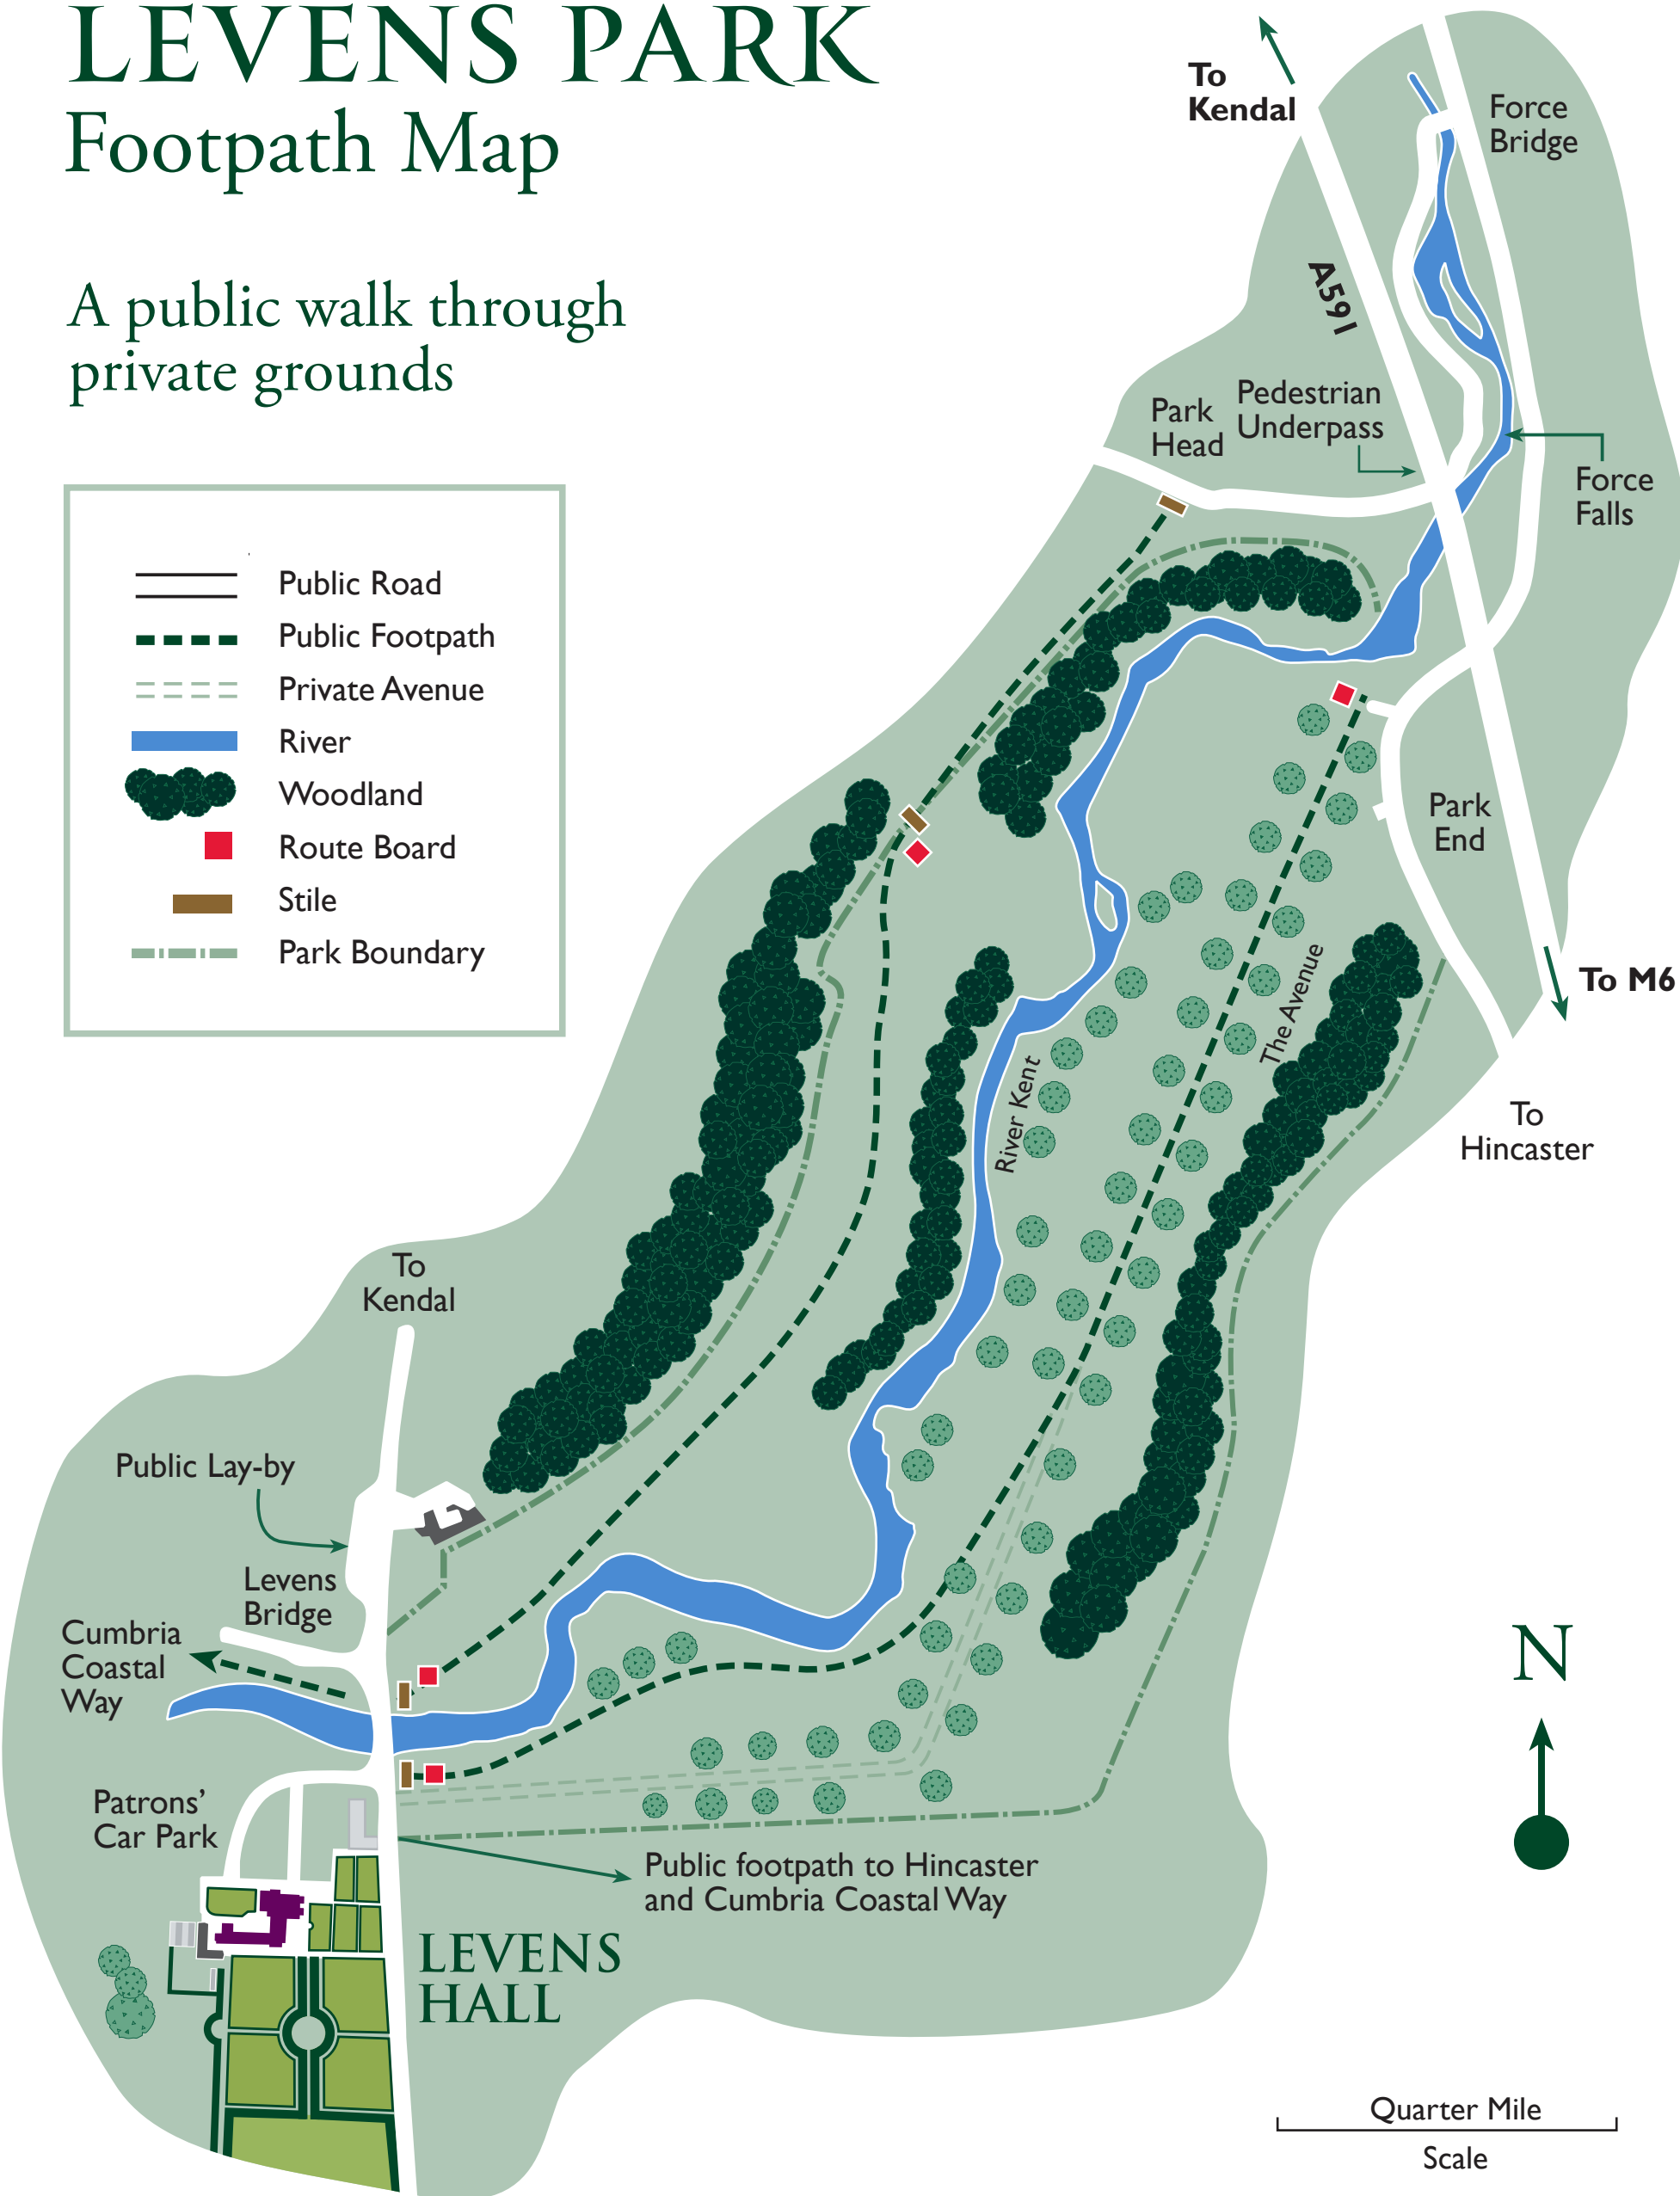 LEVENS PARK
Footpath Map
A public walk through
private grounds
To
Kendal
Force
Bridge
A591
Park
Head
Pedestrian
Underpass
Force
Falls
Public Road
Public Footpath
Private Avenue
River
Woodland
Route Board
Stile
Park Boundary
Park
End
The Avenue
To M6
River Kent
To
Hincaster
To
Kendal
Public Lay-by
Levens
Bridge
Cumbria
Coastal
Way
N
Patrons'
Car Park
Public footpath to Hincaster
and Cumbria Coastal Way
LEVENS
HALL
Quarter Mile
Scale